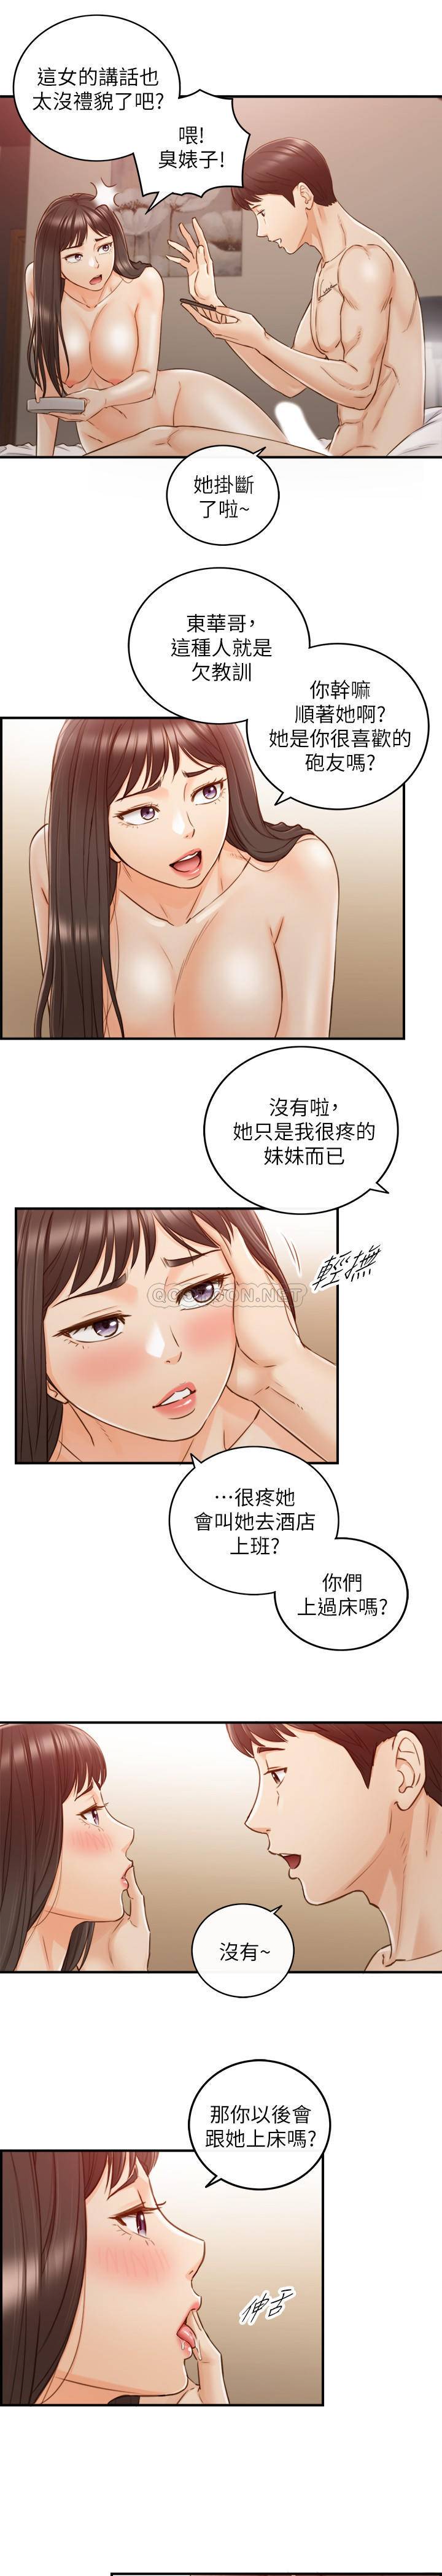 這女的講話也
太沒禮貌了吧?
喂!
臭婊子!
她掛斷
了啦~
東華哥,
這種人就是
欠教訓
你幹嘛
順著她啊?
她是你很喜歡的
砲友嗎?
沒有啦,
她只是我很疼的
妹妹而已
輕撫
…很疼她
會叫她去酒店
上班?
你們
上過床嗎?
沒有~
那你以後會
跟她上床嗎?
伸舌